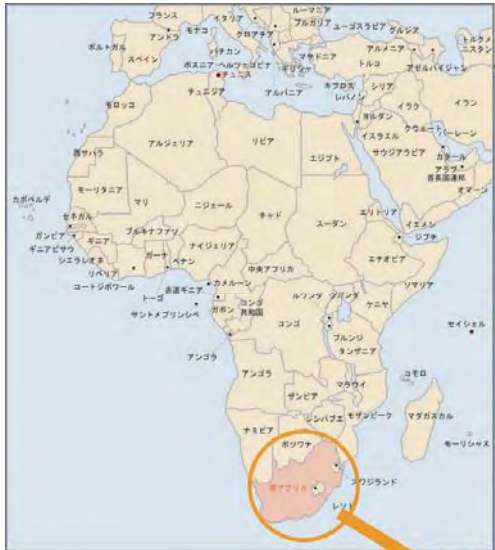 フランス
イタリア
ルーマニア
モナコ
ブルガリア
ユーゴスラビア
グルジア
アンドラ
クロアチア
トルクメ
ニスタン
ポルトガル
バチカン
マケドニア
アルメニア
スペイン
ボスニア・ヘルツェゴビナ
ギリシャ
トルコ
アゼルバイジャン
チュニス
キプロス
シリア
チュニジア
アルバニア
レバノン
イラク
イラン
モロッコ
ヨルダン
クウェート
バーレーン
イスラエル
アルジェリア
リビア
サウジアラビア
カタール
西サハラ
エジプト
アラブ
首長国連邦
オマーン
モーリタニア
カボベルデ
マリ
ニジェール
チャド
エリトリア
イエメン
セネガル
スーダン
ジブチ
ガンビア
ブルキナファソ
ギニアビサウ
ギニア
ナイジェリア
シエラレオネ
ガーナ
ベナン
エチオピア
リベリア
中央アフリカ
ソマリア
コートジボワール
赤道ギニア
カメルーン
トーゴ
コンゴ
共和国
ルワンダ
ウガンダ
ケニア
サントメプリンシペ
ガボン
コンゴ
セイシェル
ブルンジ
アンゴラ
タンザニア
アンゴラ
コモロ
マラウイ
ザンビア
モザンビーク
マダガスカル
ジンバブエ
ナミビア
モーリシャス
ボツワナ
南アフリカ
スワジランド
レソト